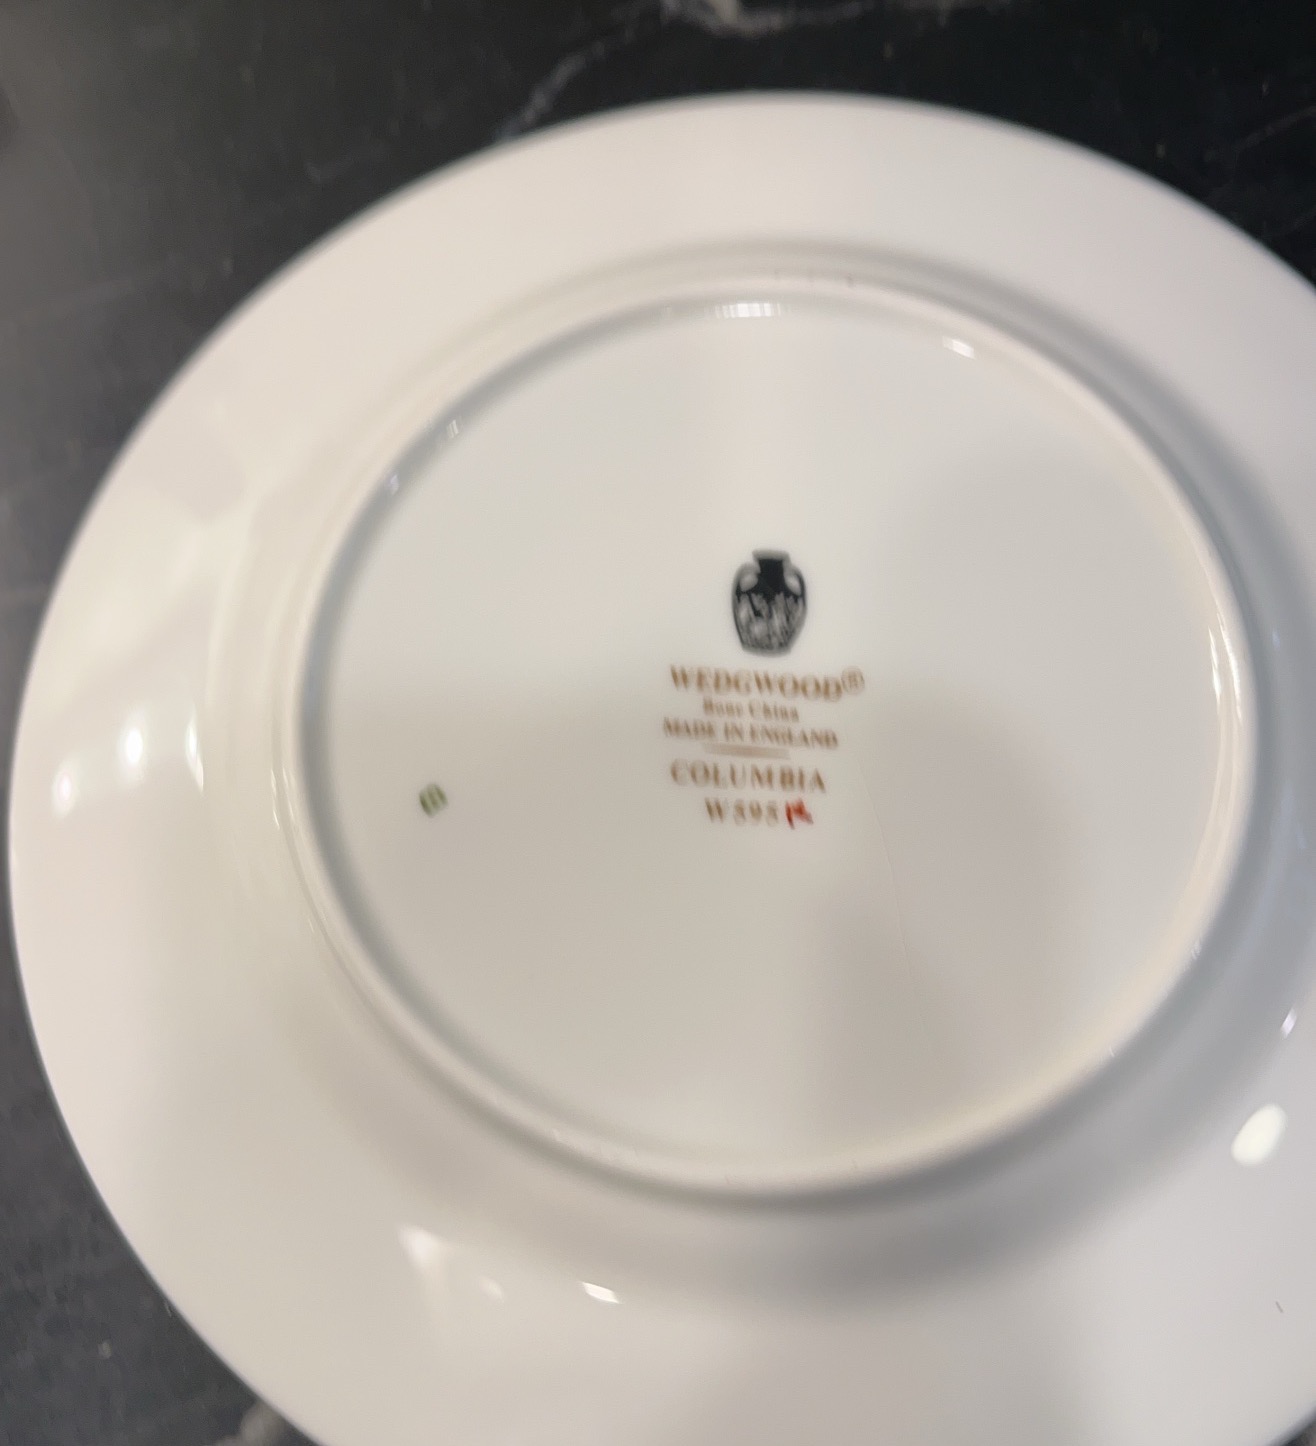 WEDGWOOD®
Bone China
MADE IN ENGLAND
COLUMBIA
W595